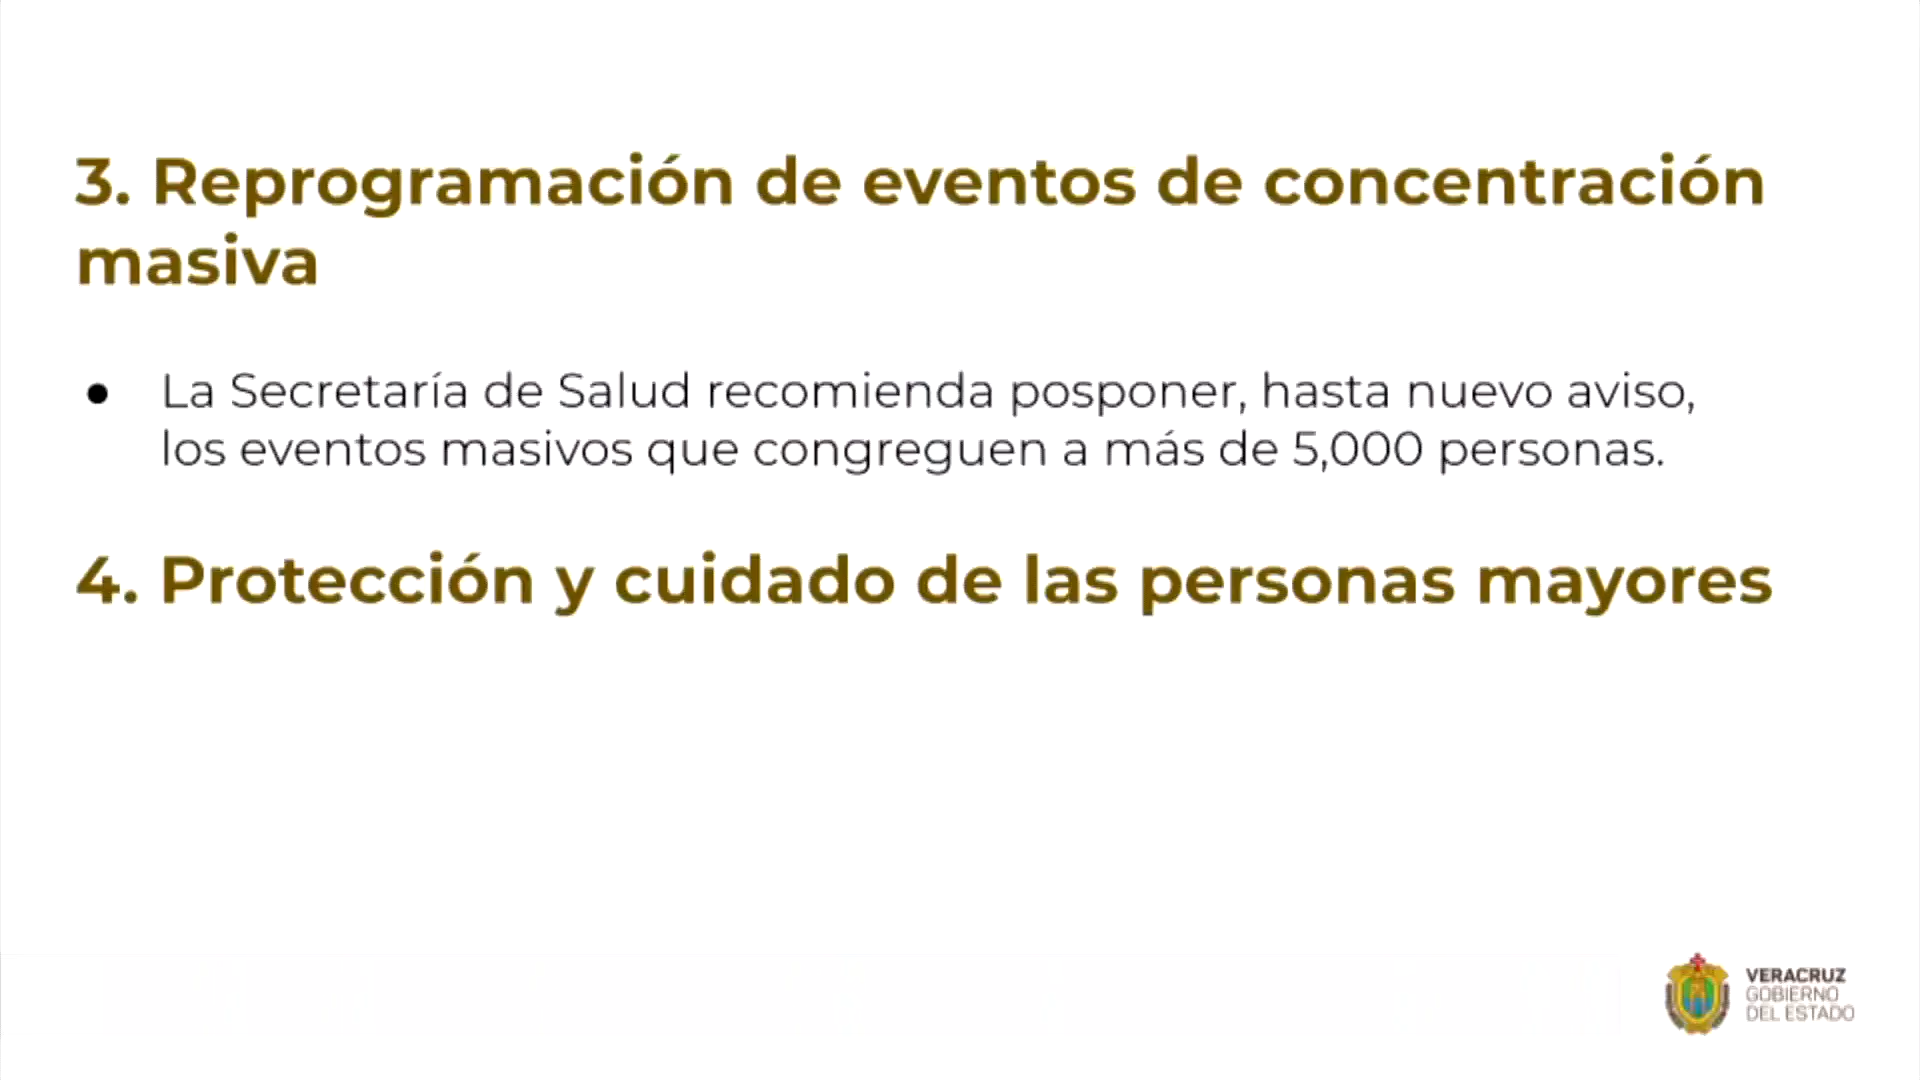 3. Reprogramación de eventos de concentración
masiva
● La Secretaría de Salud recomienda posponer, hasta nuevo aviso,
los eventos masivos que congreguen a más de 5,000 personas.
4. Protección y cuidado de las personas mayores
VERACRUZ
GOBIERNO
DEL ESTADO